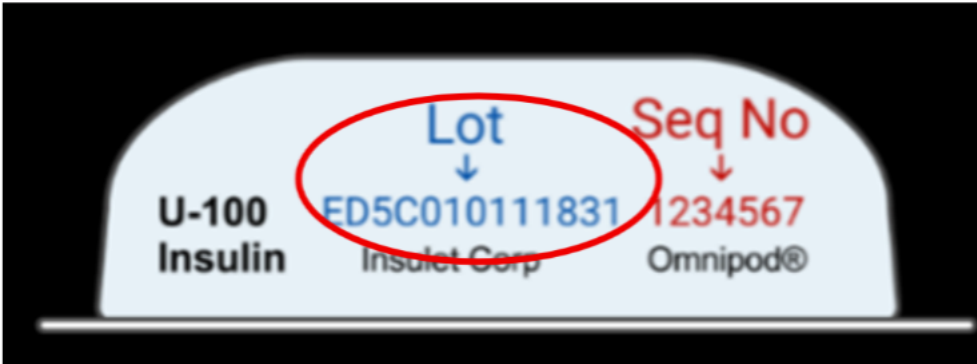 Lot Seq No
↓ ↓
U-100 ED5C010111831 1234567
Insulin Insulet Corp Omnipod®